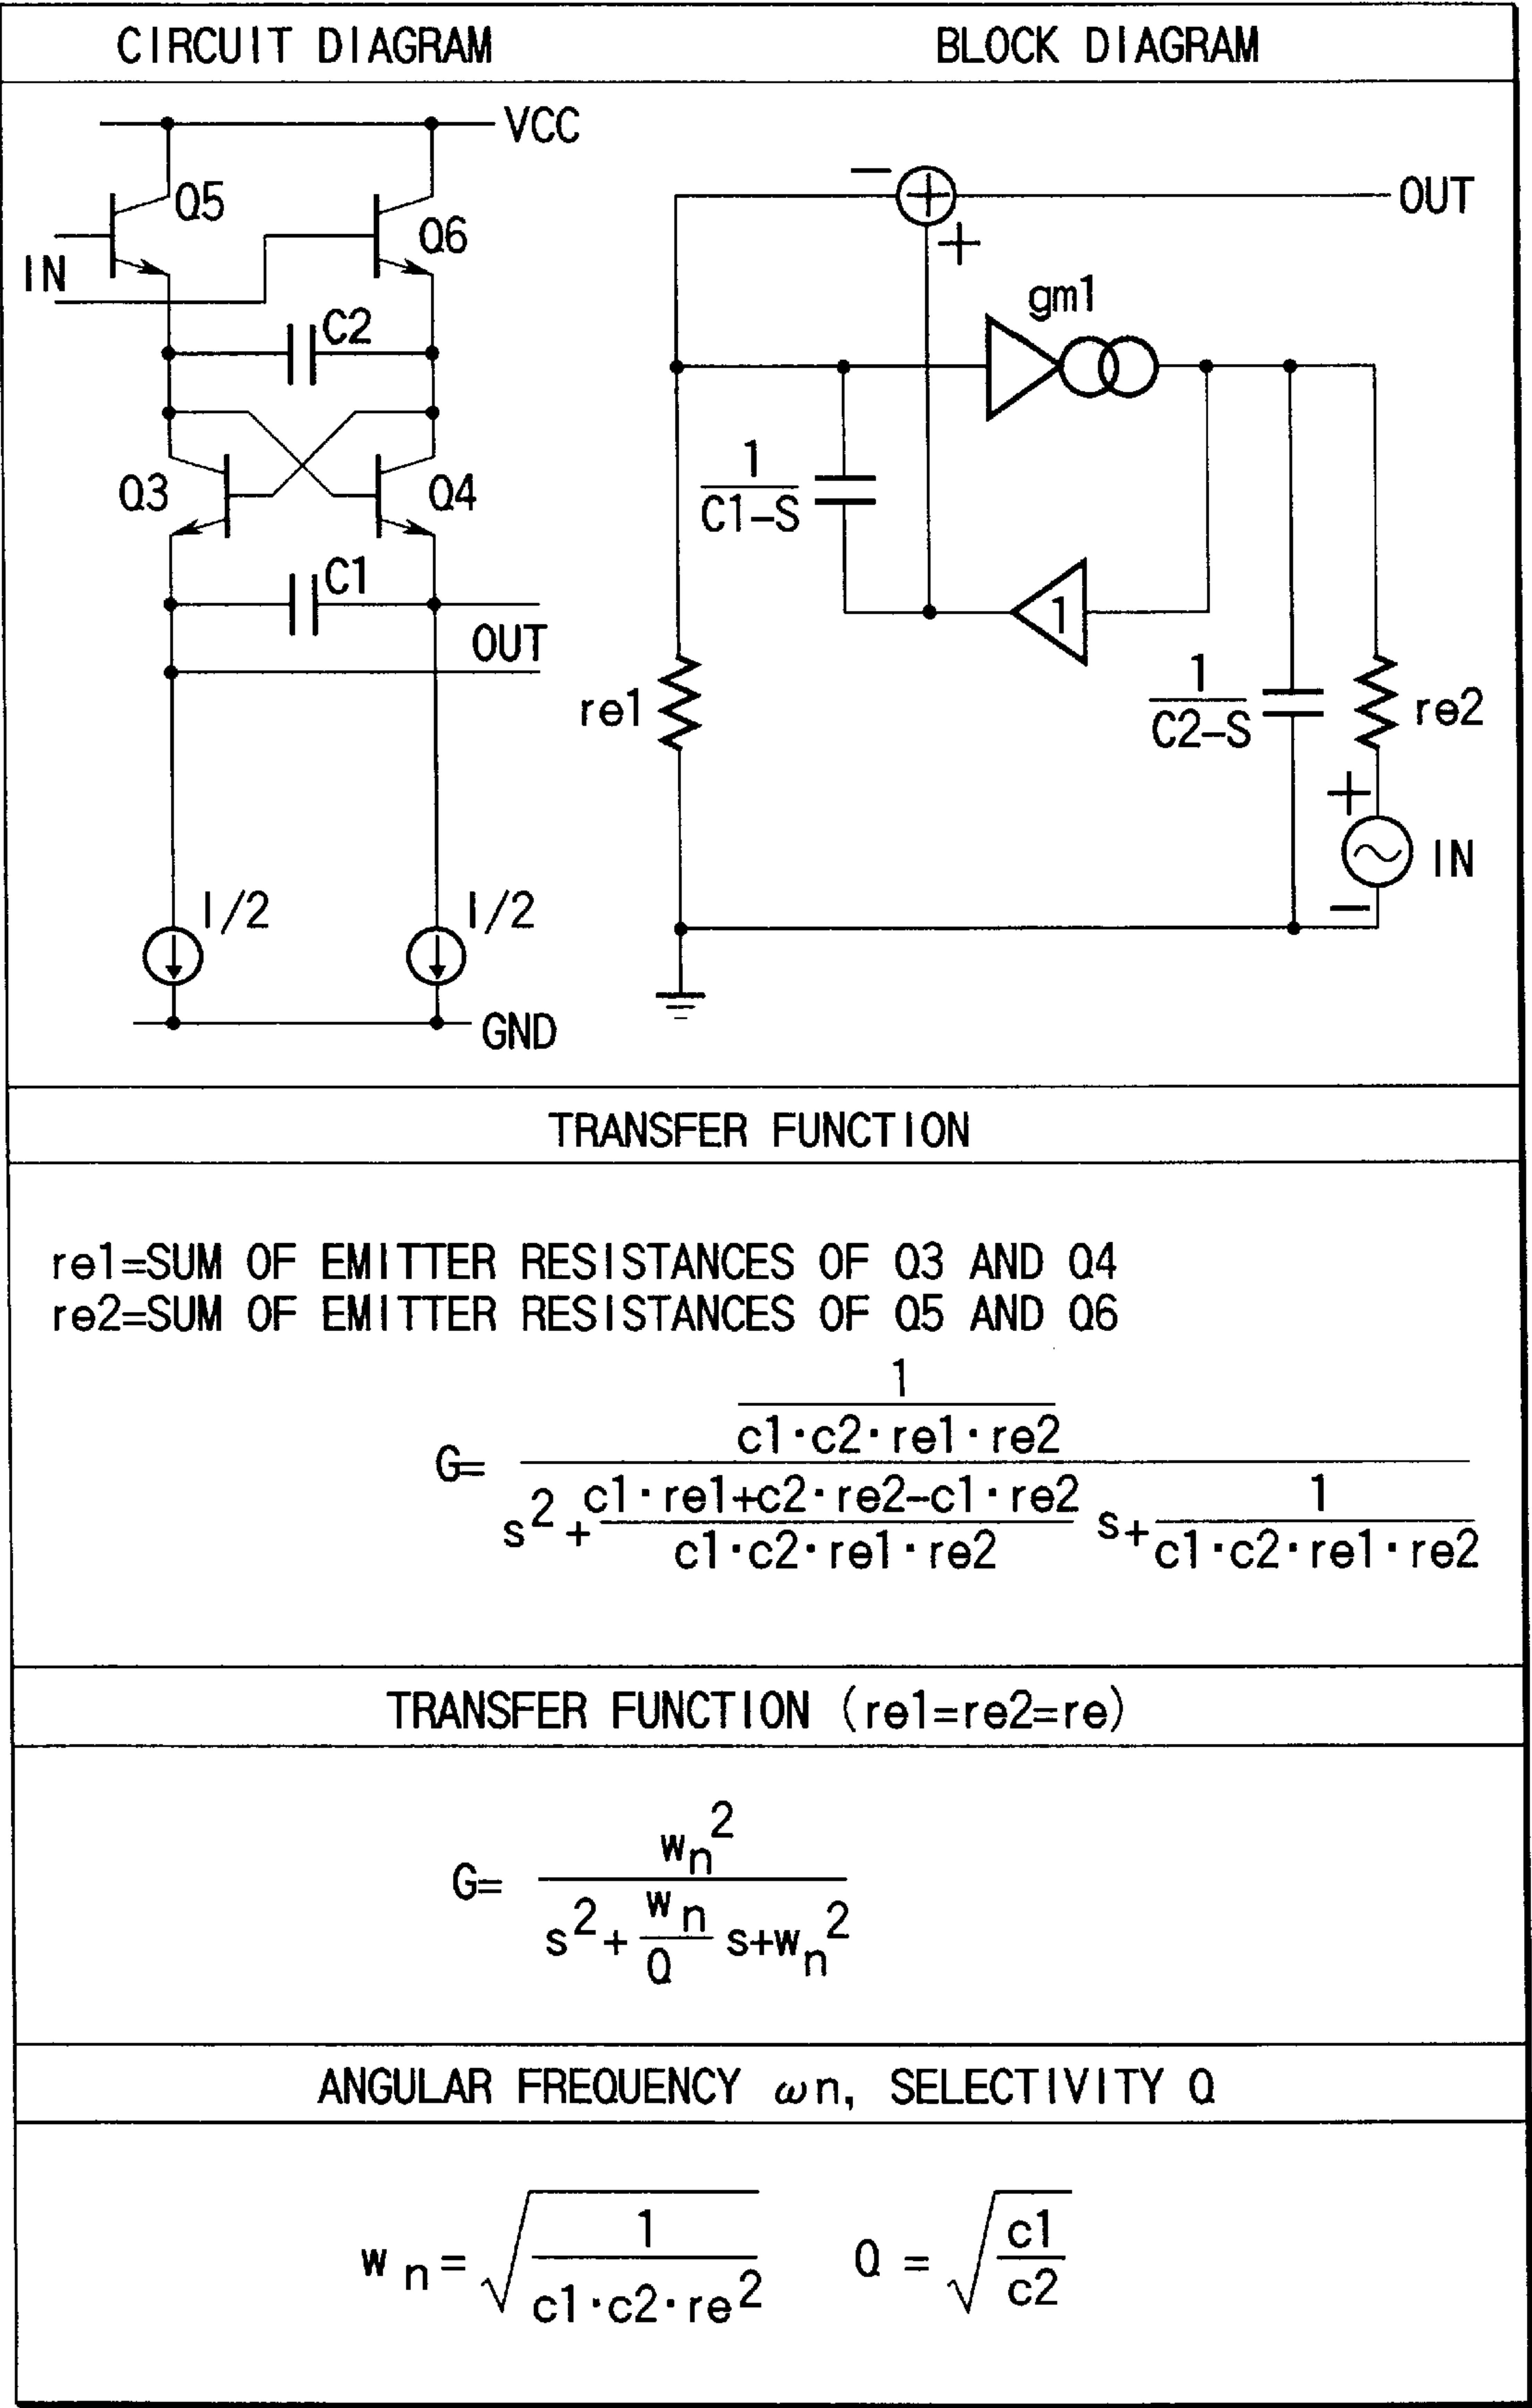 CIRCUIT DIAGRAM
BLOCK DIAGRAM
VCC
Q5
Q6
IN
C2
Q3
Q4
C1
OUT
I/2
I/2
GND
−
+
OUT
+
gm1
1
C1-S
1
re1
1
C2-S
re2
+
IN
−
TRANSFER FUNCTION
re1=SUM OF EMITTER RESISTANCES OF Q3 AND Q4
re2=SUM OF EMITTER RESISTANCES OF Q5 AND Q6
1
c1·c2·re1·re2
G=
s2+ c1·re1+c2·re2-c1·re2 s+ 1
c1·c2·re1·re2 c1·c2·re1·re2
TRANSFER FUNCTION (re1=re2=re)
wn2
G=
s2+ wn s+wn2
Q
ANGULAR FREQUENCY ωn, SELECTIVITY Q
wn= √ 1 Q = √ c1
c1·c2·re2 c2